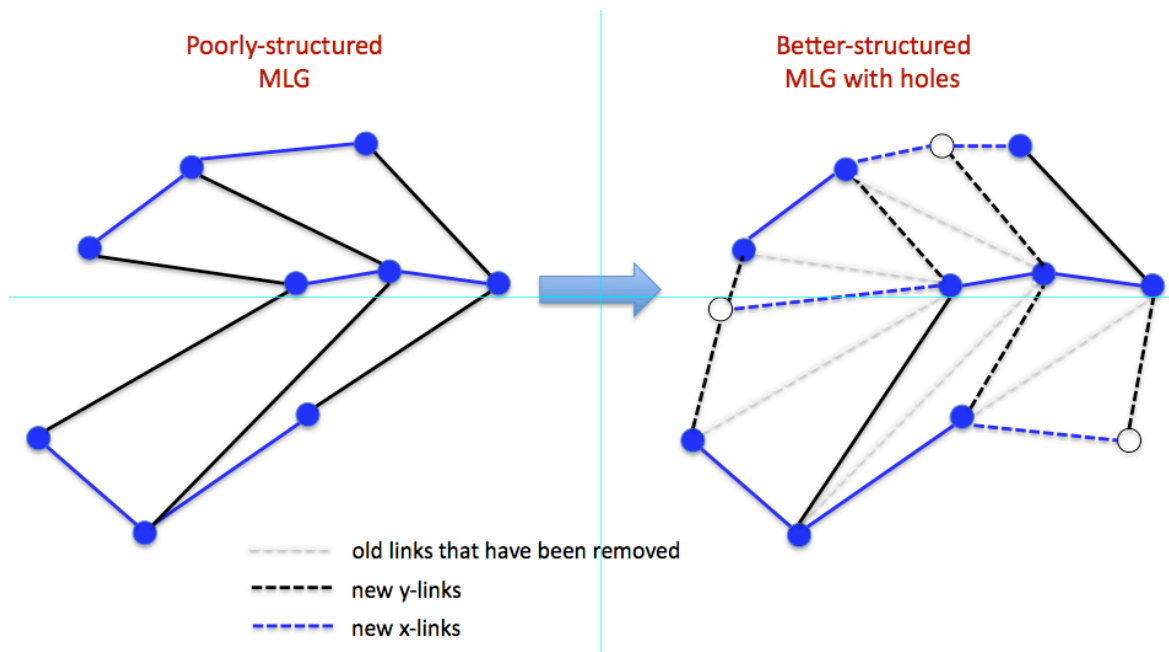 Poorly-structured
MLG
Better-structured
MLG with holes
old links that have been removed
new y-links
new x-links